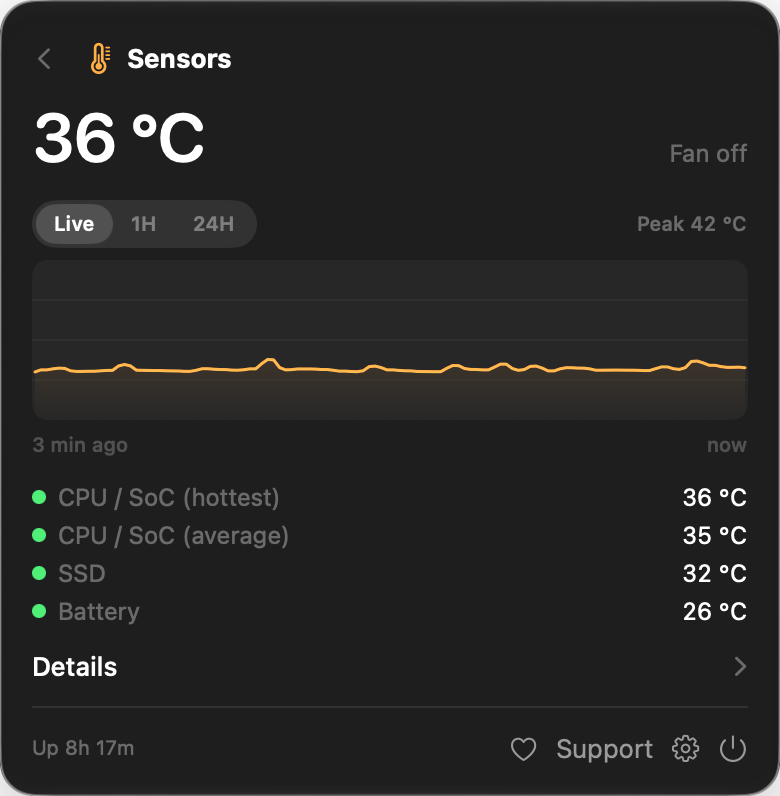 Sensors
36 °C
Fan off
Live 1H 24H
Peak 42 °C
3 min ago
now
CPU / SoC (hottest) 36 °C
CPU / SoC (average) 35 °C
SSD 32 °C
Battery 26 °C
Details
Up 8h 17m
Support